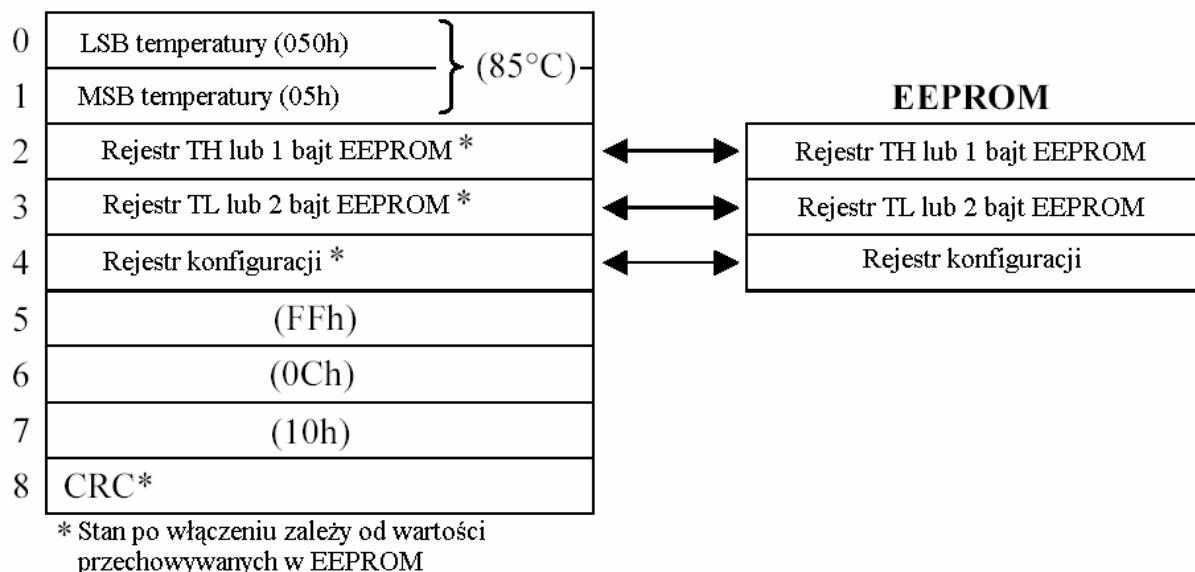 0 LSB temperatury (050h)
(85°C)
1 MSB temperatury (05h)
EEPROM
2 Rejestr TH lub 1 bajt EEPROM *
Rejestr TH lub 1 bajt EEPROM
3 Rejestr TL lub 2 bajt EEPROM *
Rejestr TL lub 2 bajt EEPROM
4 Rejestr konfiguracji *
Rejestr konfiguracji
5 (FFh)
6 (0Ch)
7 (10h)
8 CRC*
* Stan po włączeniu zależy od wartości
przechowywanych w EEPROM